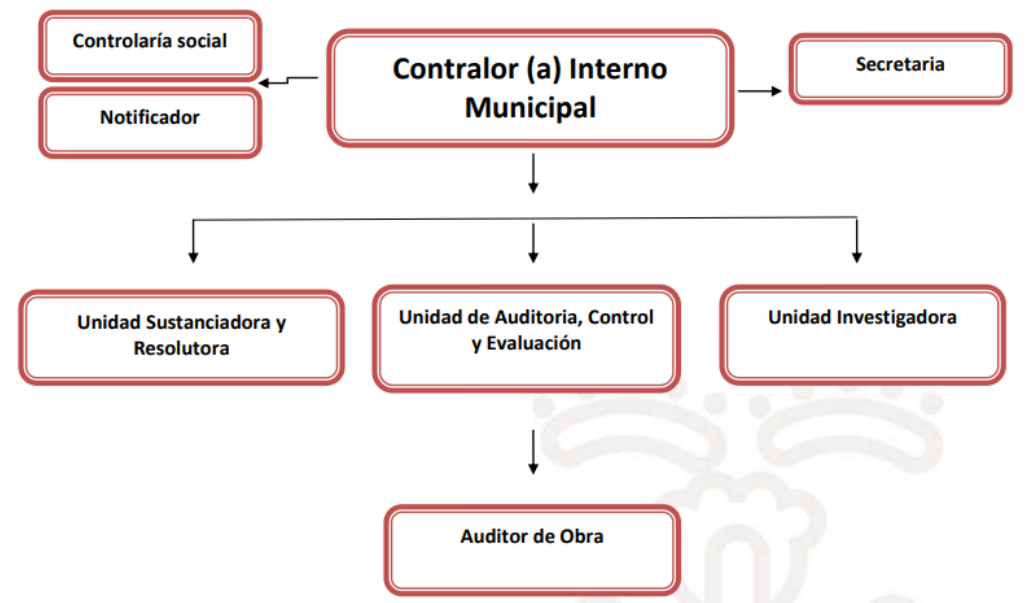 Controlaría social
Notificador
Contralor (a) Interno
Municipal
Secretaria
Unidad Sustanciadora y
Resolutora
Unidad de Auditoria, Control
y Evaluación
Unidad Investigadora
Auditor de Obra